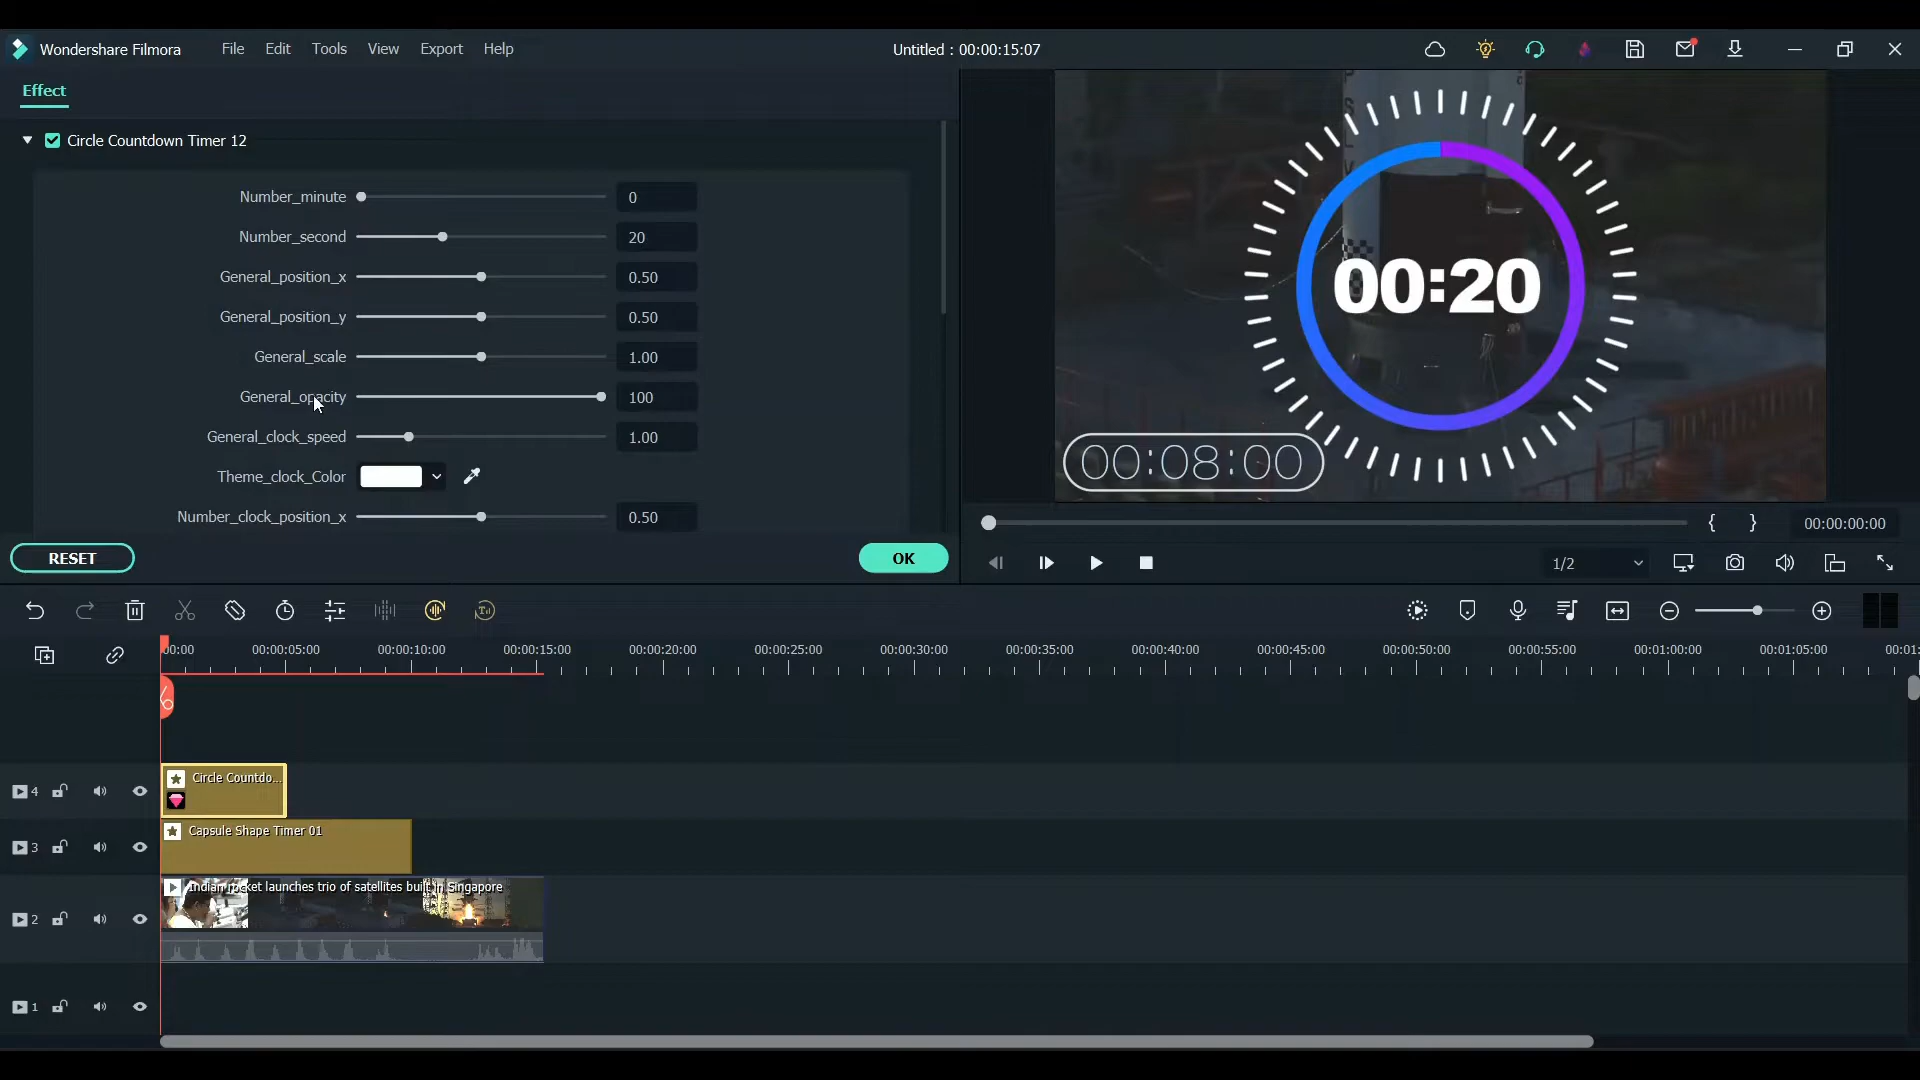 Wondershare Filmora
File
Edit
Tools
View
Export
Help
Untitled : 00:00:15:07
Effect
Circle Countdown Timer 12
Number_minute
0
Number_second
20
General_position_x
0.50
General_position_y
0.50
General_scale
1.00
General_opacity
100
General_clock_speed
1.00
Theme_clock_Color
Number_clock_position_x
0.50
RESET
OK
00:20
00:08:00
{ }
00:00:00:00
1/2
:00:00
00:00:05:00
00:00:10:00
00:00:15:00
00:00:20:00
00:00:25:00
00:00:30:00
00:00:35:00
00:00:40:00
00:00:45:00
00:00:50:00
00:00:55:00
00:01:00:00
00:01:05:00
00:01:
4
Circle Countdo...
3
Capsule Shape Timer 01
2
Indian rocket launches trio of satellites built in Singapore
1